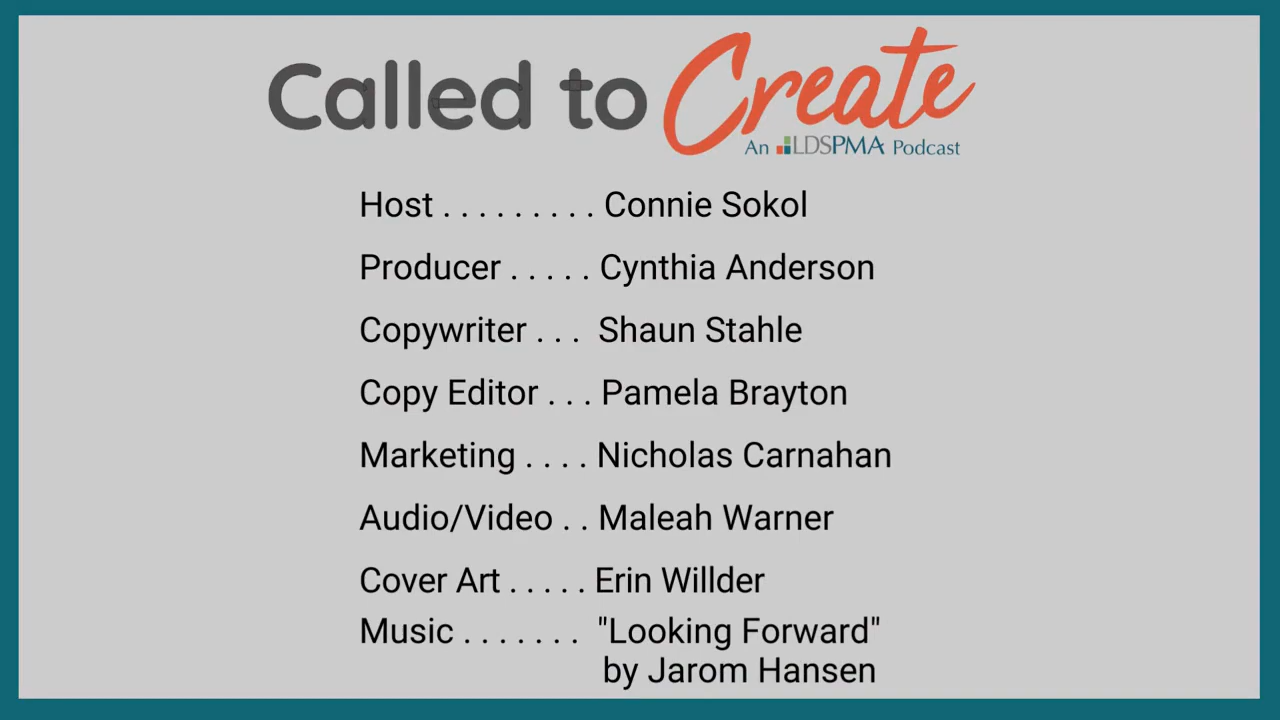 Called to Create
An LDSPMA Podcast
Host . . . . . . . . . Connie Sokol
Producer . . . . . Cynthia Anderson
Copywriter . . . Shaun Stahle
Copy Editor . . . Pamela Brayton
Marketing . . . . Nicholas Carnahan
Audio/Video . . Maleah Warner
Cover Art . . . . . Erin Willder
Music . . . . . . . "Looking Forward"
by Jarom Hansen